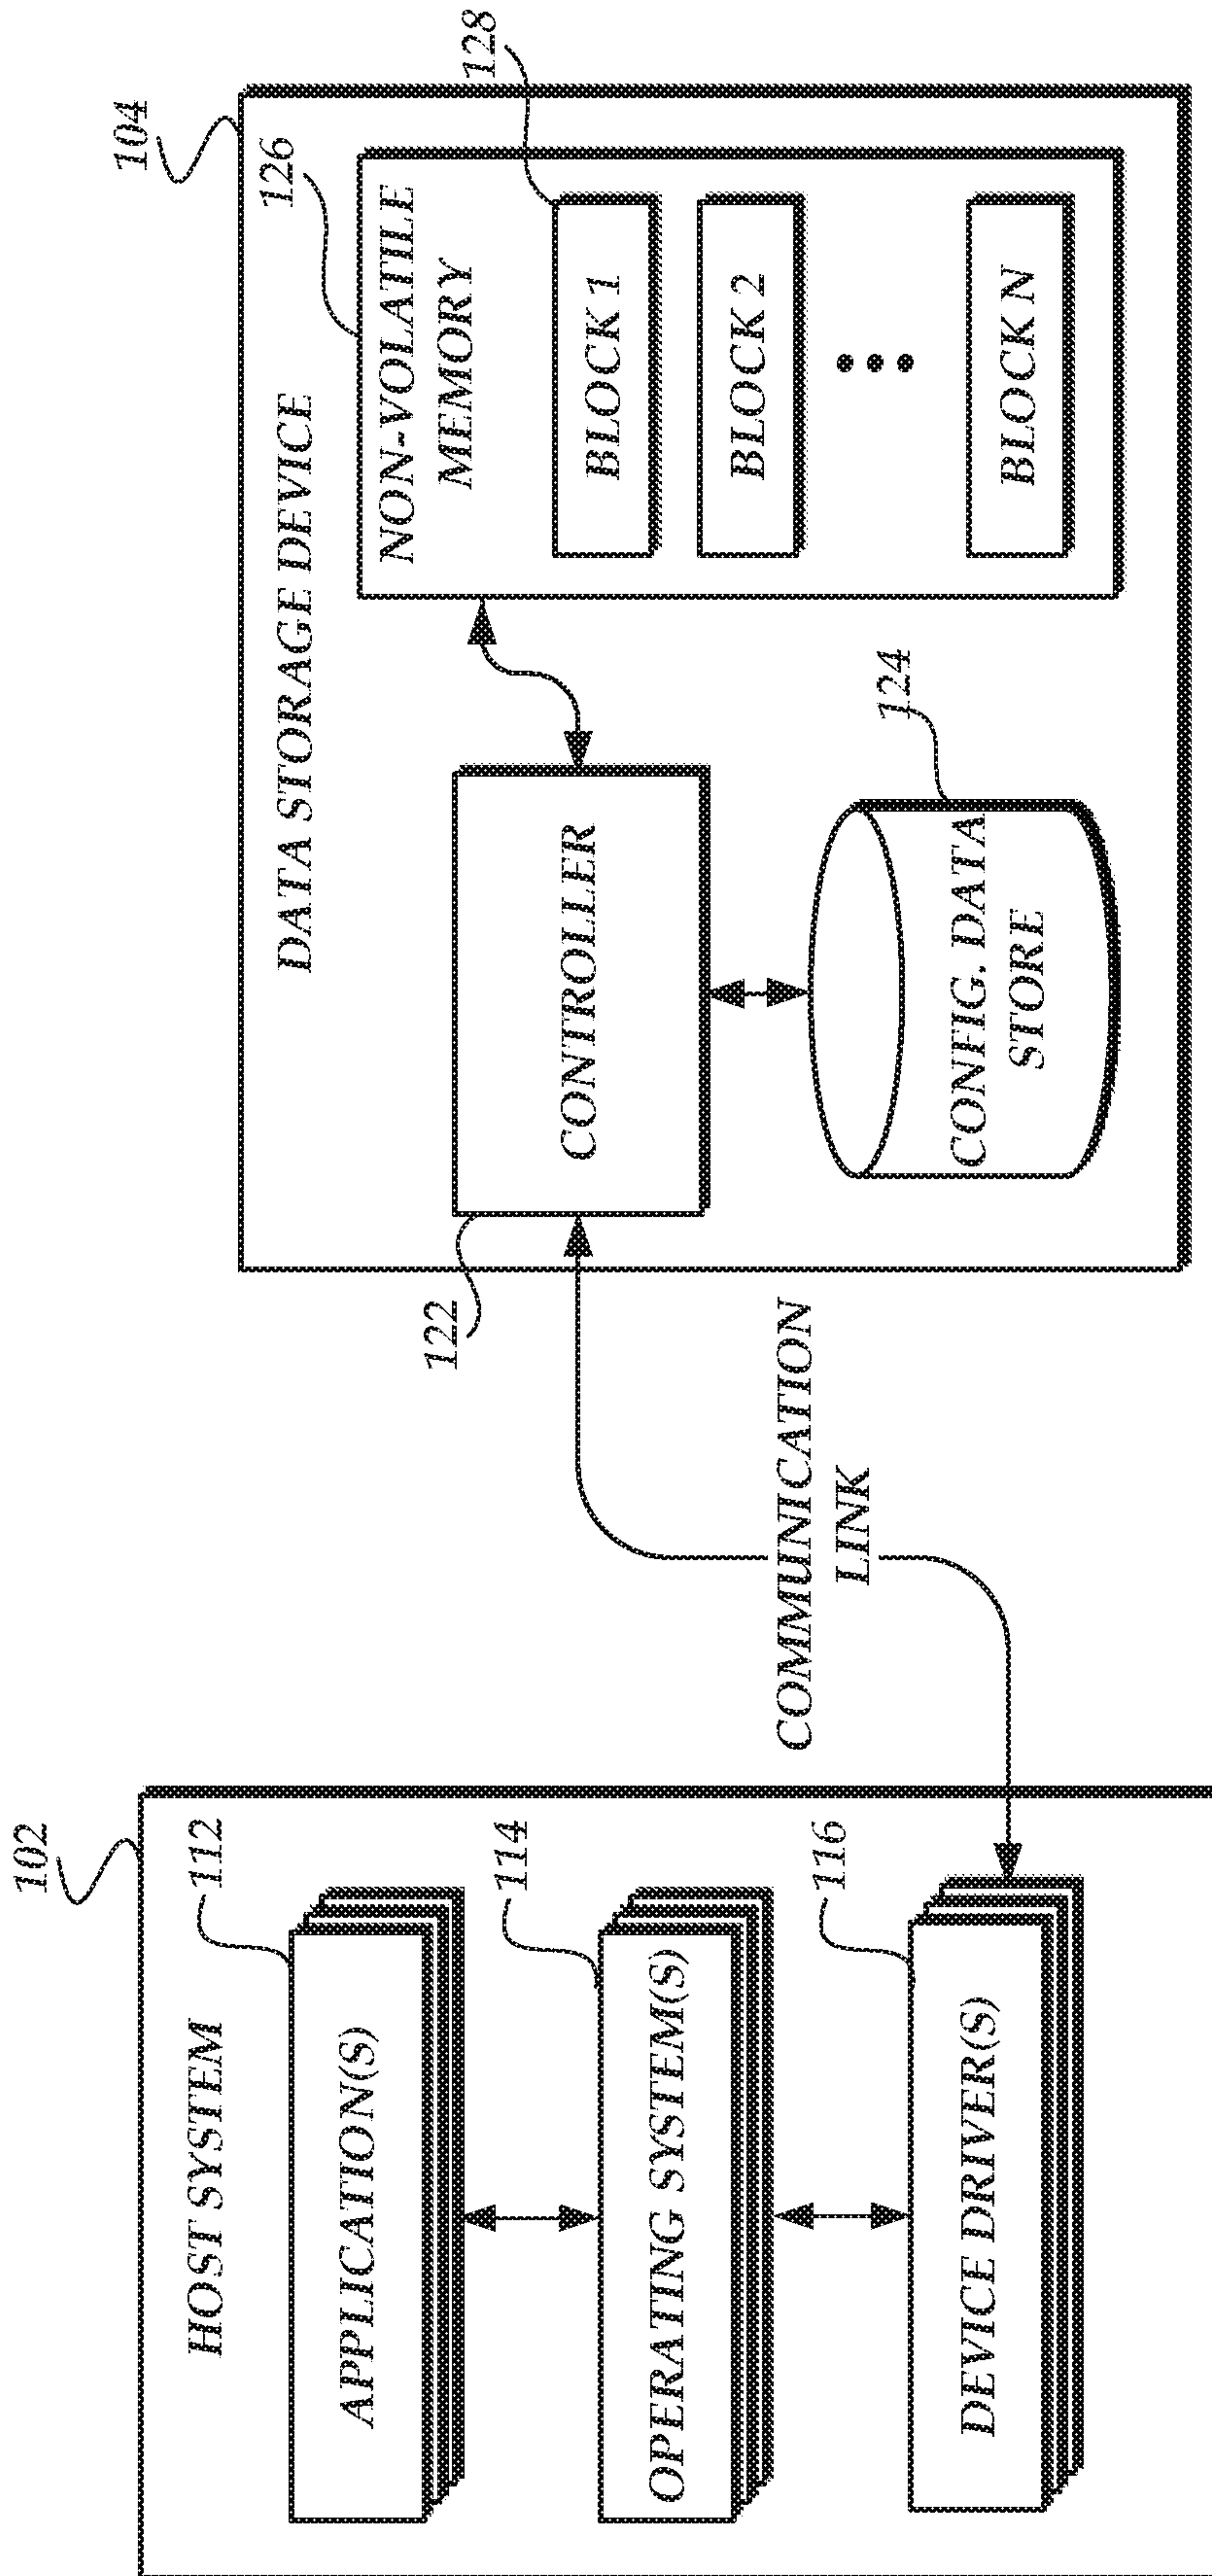 102
HOST SYSTEM
112
APPLICATION(S)
114
OPERATING SYSTEM(S)
116
DEVICE DRIVER(S)
COMMUNICATION
LINK
104
DATA STORAGE DEVICE
122
CONTROLLER
124
CONFIG. DATA
STORE
126
NON-VOLATILE
MEMORY
128
BLOCK 1
BLOCK 2
BLOCK N